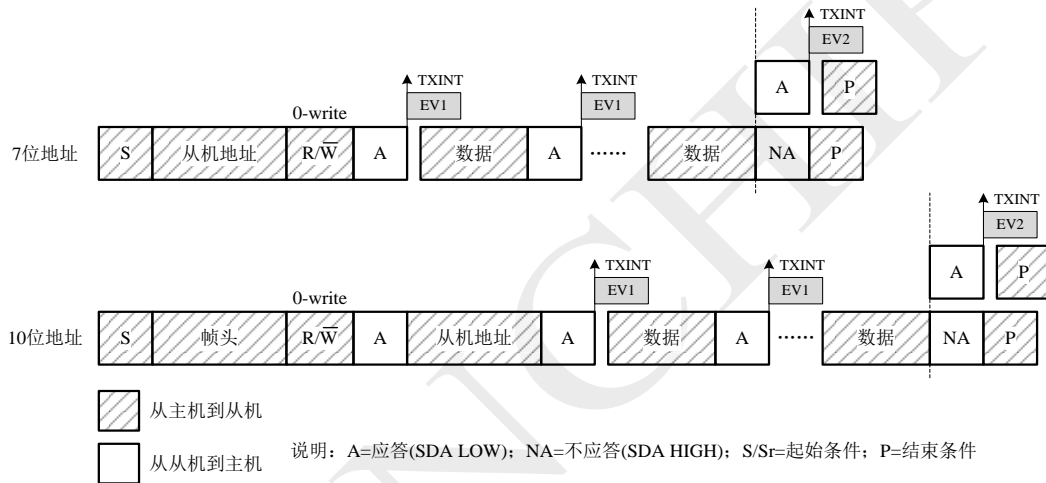 TXINT
EV2
A
P
TXINT
EV1
TXINT
EV1
0-write
7位地址
S
从机地址
R/W̅
A
数据
A
……
数据
NA
P
TXINT
EV2
A
P
TXINT
EV1
TXINT
EV1
0-write
10位地址
S
帧头
R/W̅
A
从机地址
A
数据
A
……
数据
NA
P
从主机到从机
从从机到主机
说明：A=应答(SDA LOW)；NA=不应答(SDA HIGH)；S/Sr=起始条件；P=结束条件